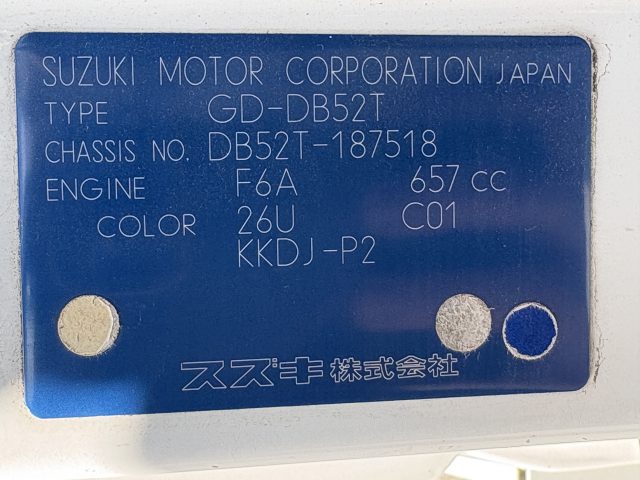 SUZUKI MOTOR CORPORATION JAPAN
TYPE GD-DB52T
CHASSIS NO. DB52T-187518
ENGINE F6A 657 cc
COLOR 26U C01
KKDJ-P2
スズキ株式会社